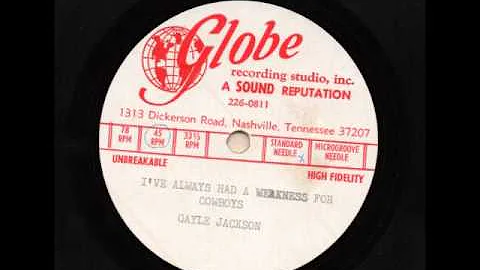 Globe
recording studio, inc.
A SOUND REPUTATION
226-0811
1313 Dickerson Road, Nashville, Tennessee 37207
78 RPM
45 RPM
33⅓ RPM
STANDARD NEEDLE
x
MICROGROOVE NEEDLE
UNBREAKABLE
HIGH FIDELITY
I'VE ALWAYS HAD A WEAKNESS FOR
COWBOYS
GAYLE JACKSON